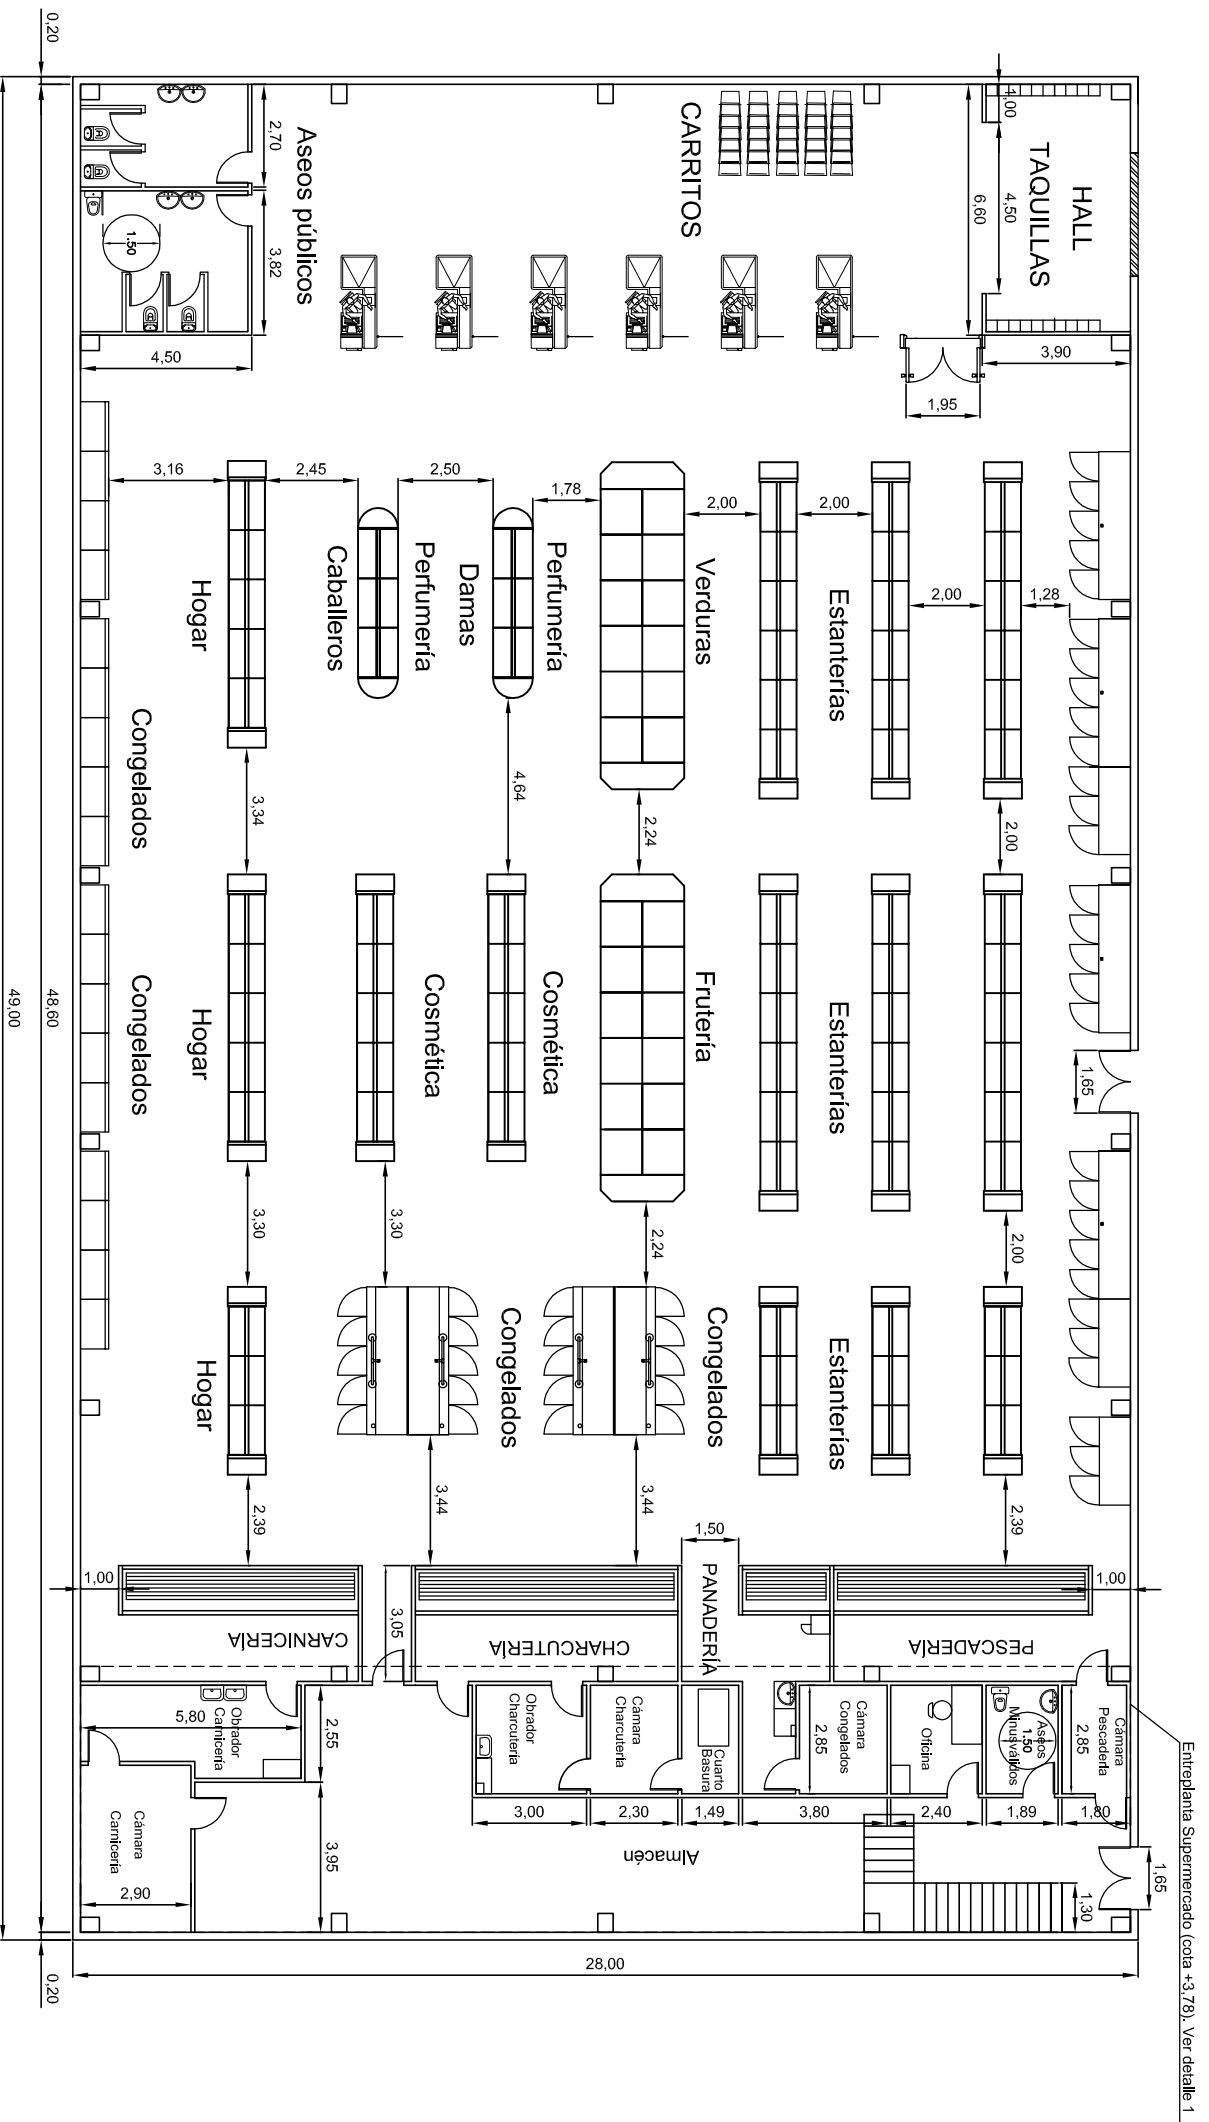 0,20
49,00
48,60
0,20
28,00
2,70
3,82
4,50
Aseos públicos
1.50
CARRITOS
HALL
TAQUILLAS
1,00
4,50
6,60
3,90
1,95
3,16
2,45
2,50
1,78
2,00
2,00
2,00
1,28
Hogar
Perfumería
Caballeros
Perfumería
Damas
Verduras
Estanterías
Congelados
3,34
4,64
2,24
2,00
Congelados
Hogar
Cosmética
Cosmética
Frutería
Estanterías
1,65
3,30
3,30
2,24
2,00
Hogar
Congelados
Congelados
Estanterías
2,39
3,44
3,44
2,39
1,50
1,00
1,00
3,05
CARNICERÍA
CHARCUTERÍA
PANADERÍA
PESCADERÍA
5,80
2,55
Obrador
Carnicería
Obrador
Charcutería
Cámara
Charcutería
Cuarto
Basura
Cámara
Congelados
2,85
Oficina
Aseos
Minusválidos
1.50
Cámara
Pescadería
2,85
3,00
2,30
1,49
3,80
2,40
1,89
1,80
3,95
Cámara
Carnicería
2,90
Almacén
1,30
1,65
Entreplanta Supermercado (cota +3,78). Ver detalle 1